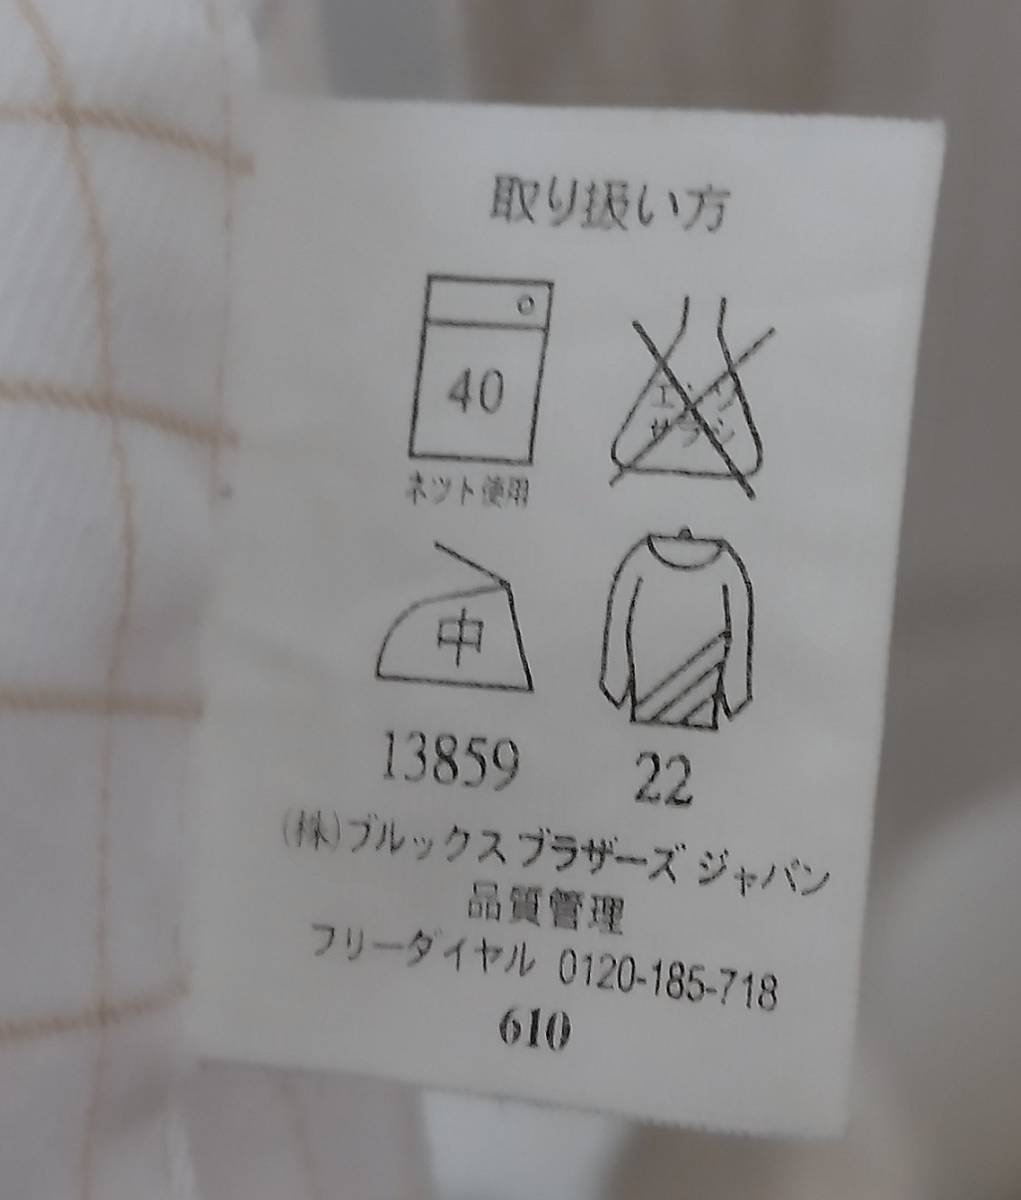 取り扱い方
40
エンソ
サラシ
ネット使用
中
13859 22
(株)ブルックス ブラザーズ ジャパン
品質管理
フリーダイヤル 0120-185-718
610